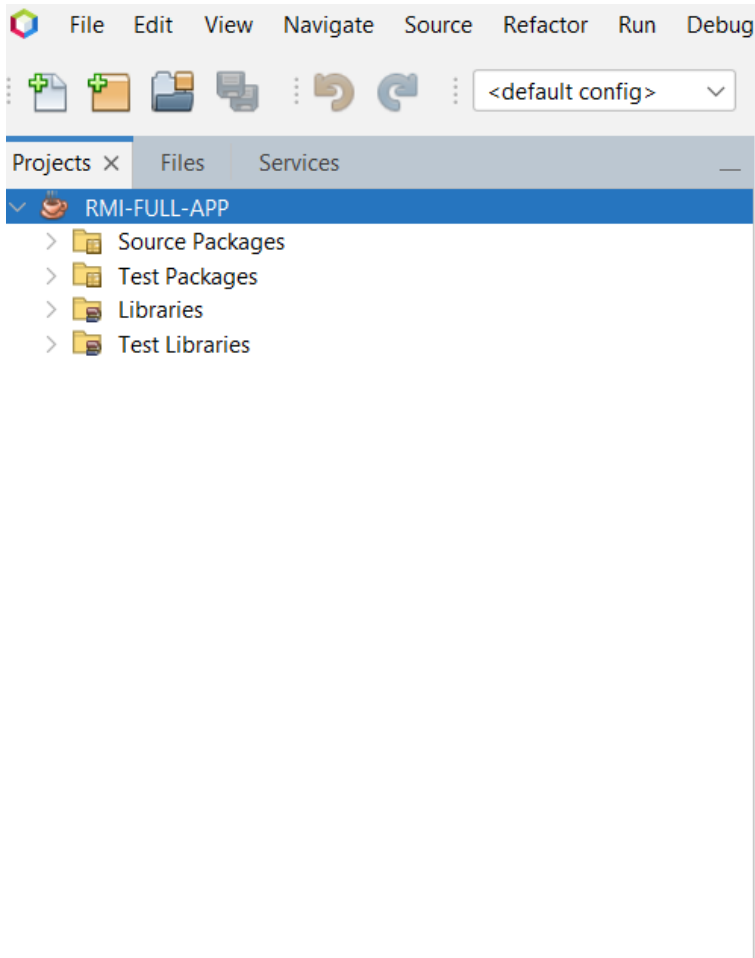 File Edit View Navigate Source Refactor Run Debug
<default config>
Projects Files Services
RMI-FULL-APP
Source Packages
Test Packages
Libraries
Test Libraries